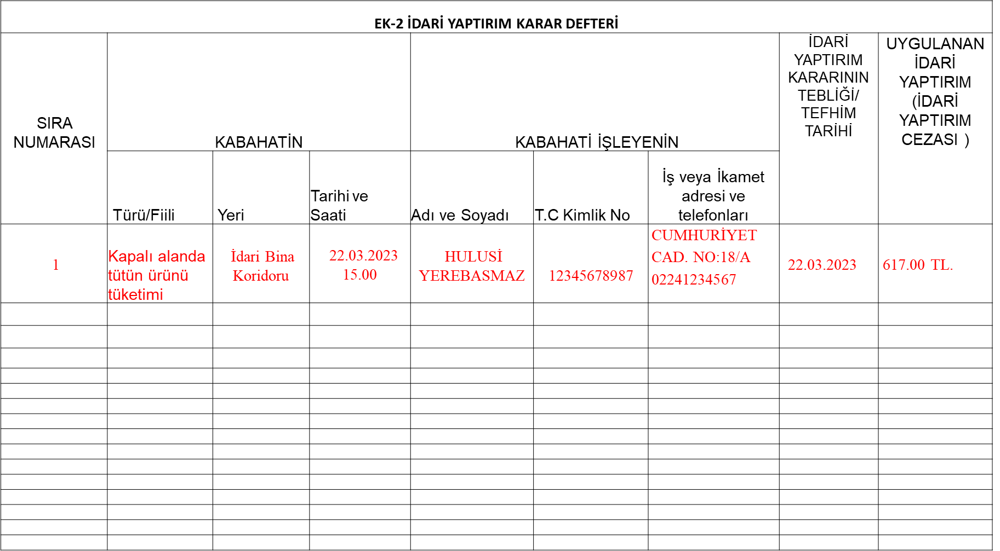 EK-2 İDARİ YAPTIRIM KARAR DEFTERİ
SIRA
NUMARASI
KABAHATİN
KABAHATİ İŞLEYENİN
İDARİ
YAPTIRIM
KARARININ
TEBLİĞİ/
TEFHİM
TARİHİ
UYGULANAN
İDARİ
YAPTIRIM
(İDARİ
YAPTIRIM
CEZASI )
Türü/Fiili
Yeri
Tarihi ve
Saati
Adı ve Soyadı
T.C Kimlik No
İş veya İkamet
adresi ve
telefonları
1
Kapalı alanda
tütün ürünü
tüketimi
İdari Bina
Koridoru
22.03.2023
15.00
HULUSİ
YEREBASMAZ
12345678987
CUMHURİYET
CAD. NO:18/A
02241234567
22.03.2023
617.00 TL.